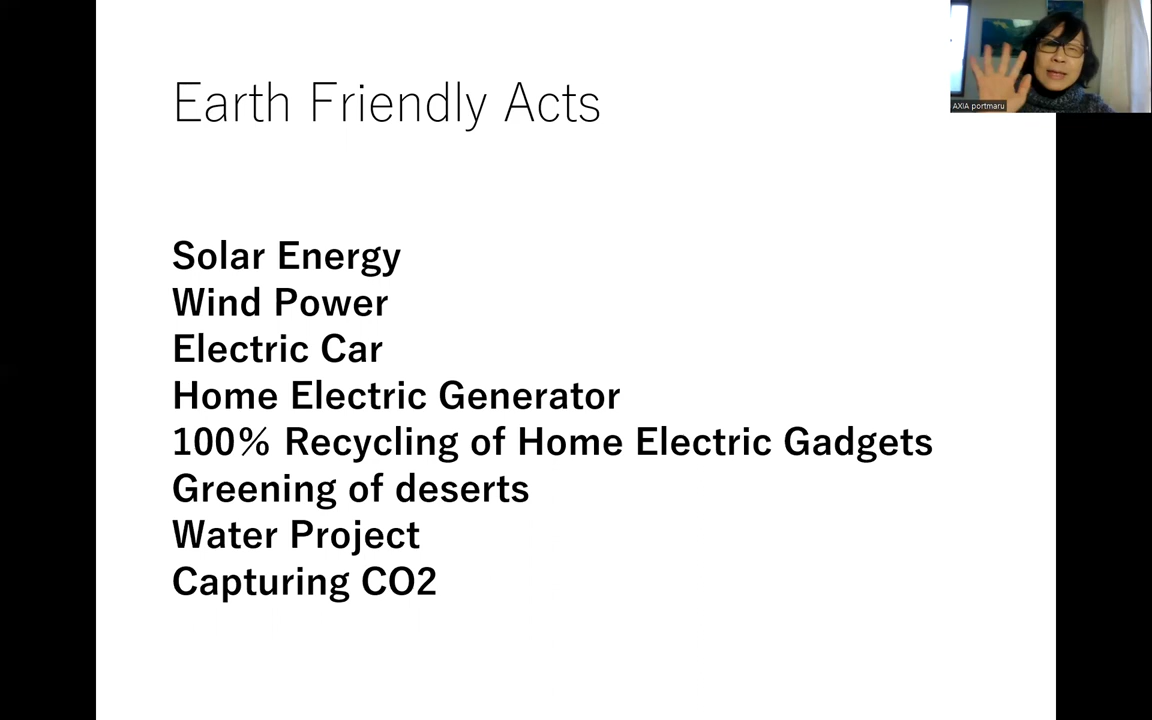 Earth Friendly Acts
AXIA portmaru
Solar Energy
Wind Power
Electric Car
Home Electric Generator
100% Recycling of Home Electric Gadgets
Greening of deserts
Water Project
Capturing CO2